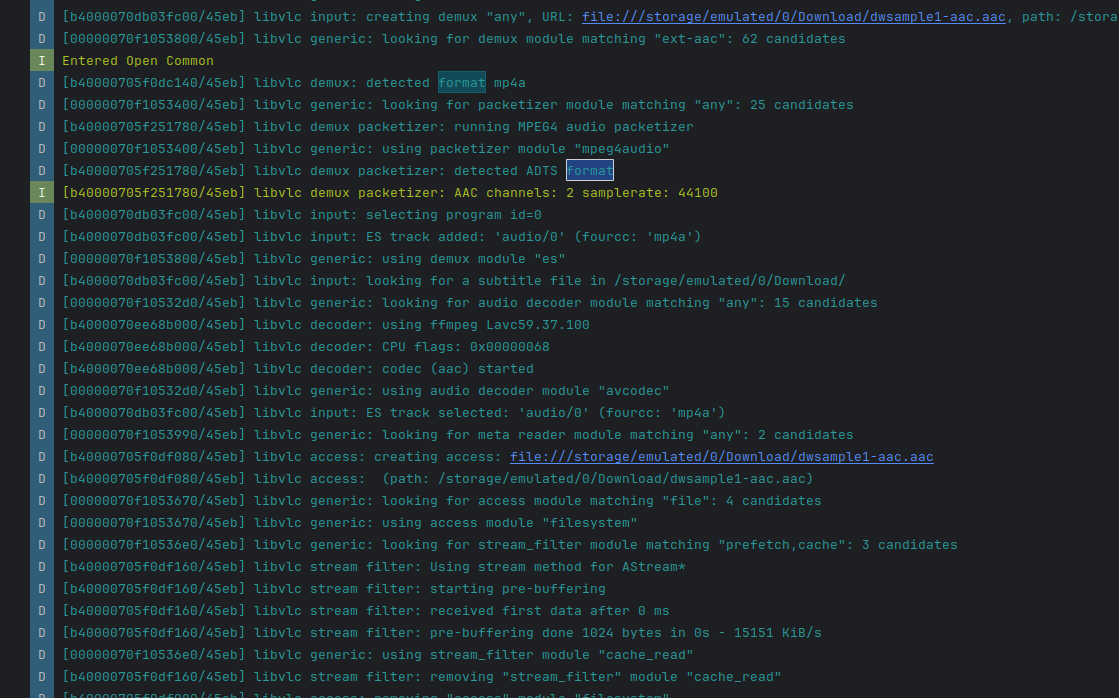 D [b4000070db03fc00/45eb] libvlc input: creating demux "any", URL: file:///storage/emulated/0/Download/dwsample1-aac.aac, path: /stora
D [00000070f1053800/45eb] libvlc generic: looking for demux module matching "ext-aac": 62 candidates
I Entered Open Common
D [b40000705f0dc140/45eb] libvlc demux: detected format mp4a
D [00000070f1053400/45eb] libvlc generic: looking for packetizer module matching "any": 25 candidates
D [b40000705f251780/45eb] libvlc demux packetizer: running MPEG4 audio packetizer
D [00000070f1053400/45eb] libvlc generic: using packetizer module "mpeg4audio"
D [b40000705f251780/45eb] libvlc demux packetizer: detected ADTS format
I [b40000705f251780/45eb] libvlc demux packetizer: AAC channels: 2 samplerate: 44100
D [b4000070db03fc00/45eb] libvlc input: selecting program id=0
D [b4000070db03fc00/45eb] libvlc input: ES track added: 'audio/0' (fourcc: 'mp4a')
D [00000070f1053800/45eb] libvlc generic: using demux module "es"
D [b4000070db03fc00/45eb] libvlc input: looking for a subtitle file in /storage/emulated/0/Download/
D [00000070f10532d0/45eb] libvlc generic: looking for audio decoder module matching "any": 15 candidates
D [b4000070ee68b000/45eb] libvlc decoder: using ffmpeg Lavc59.37.100
D [b4000070ee68b000/45eb] libvlc decoder: CPU flags: 0x00000068
D [b4000070ee68b000/45eb] libvlc decoder: codec (aac) started
D [00000070f10532d0/45eb] libvlc generic: using audio decoder module "avcodec"
D [b4000070db03fc00/45eb] libvlc input: ES track selected: 'audio/0' (fourcc: 'mp4a')
D [00000070f1053990/45eb] libvlc generic: looking for meta reader module matching "any": 2 candidates
D [b40000705f0df080/45eb] libvlc access: creating access: file:///storage/emulated/0/Download/dwsample1-aac.aac
D [b40000705f0df080/45eb] libvlc access:  (path: /storage/emulated/0/Download/dwsample1-aac.aac)
D [00000070f1053670/45eb] libvlc generic: looking for access module matching "file": 4 candidates
D [00000070f1053670/45eb] libvlc generic: using access module "filesystem"
D [00000070f10536e0/45eb] libvlc generic: looking for stream_filter module matching "prefetch,cache": 3 candidates
D [b40000705f0df160/45eb] libvlc stream filter: Using stream method for AStream*
D [b40000705f0df160/45eb] libvlc stream filter: starting pre-buffering
D [b40000705f0df160/45eb] libvlc stream filter: received first data after 0 ms
D [b40000705f0df160/45eb] libvlc stream filter: pre-buffering done 1024 bytes in 0s - 15151 KiB/s
D [00000070f10536e0/45eb] libvlc generic: using stream_filter module "cache_read"
D [b40000705f0df160/45eb] libvlc stream filter: removing "stream_filter" module "cache_read"
D [b40000705f0df080/45eb] libvlc access: removing "access" module "filesystem"